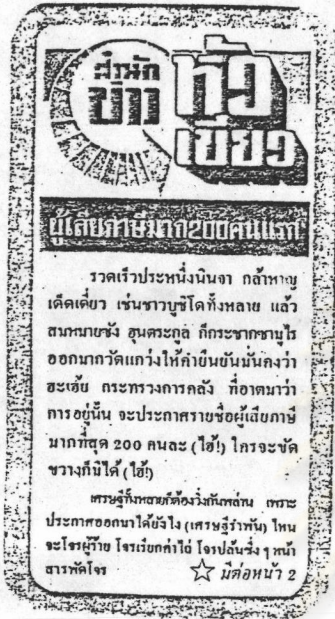 สำนัก
ข่าว
หัว
เขียว
ผู้เสียภาษีมาก200คนแรก
รวดเร็วประหนึ่งนินจา กล้าหาญ
เด็ดเดี่ยว เช่นชาวบูชิโดทั้งหลาย แล้ว
สมหมายซัง ฮุนตระกูล ก็กระชากซามูไร
ออกมากวัดแกว่งให้คำยืนยันมั่นคงว่า
ฮะเฮ้ย กระทรวงการคลัง ที่อาตมาว่า
การอยู่นั้น จะประกาศรายชื่อผู้เสียภาษี
มากที่สุด 200 คนละ (ไฮ้!) ใครจะขัด
ขวางก็มิได้ (ไฮ้!)
เศรษฐีทั้งหลายก็ต้องวิ่งกันพล่าน เพราะ
ประกาศออกมาได้ยังไง (เศรษฐีรำพัน) ไหน
จะโจรผู้ร้าย โจรเรียกค่าไถ่ โจรปล้นซึ่ง ๆ หน้า
สารพัดโจร
☆ มีต่อหน้า 2